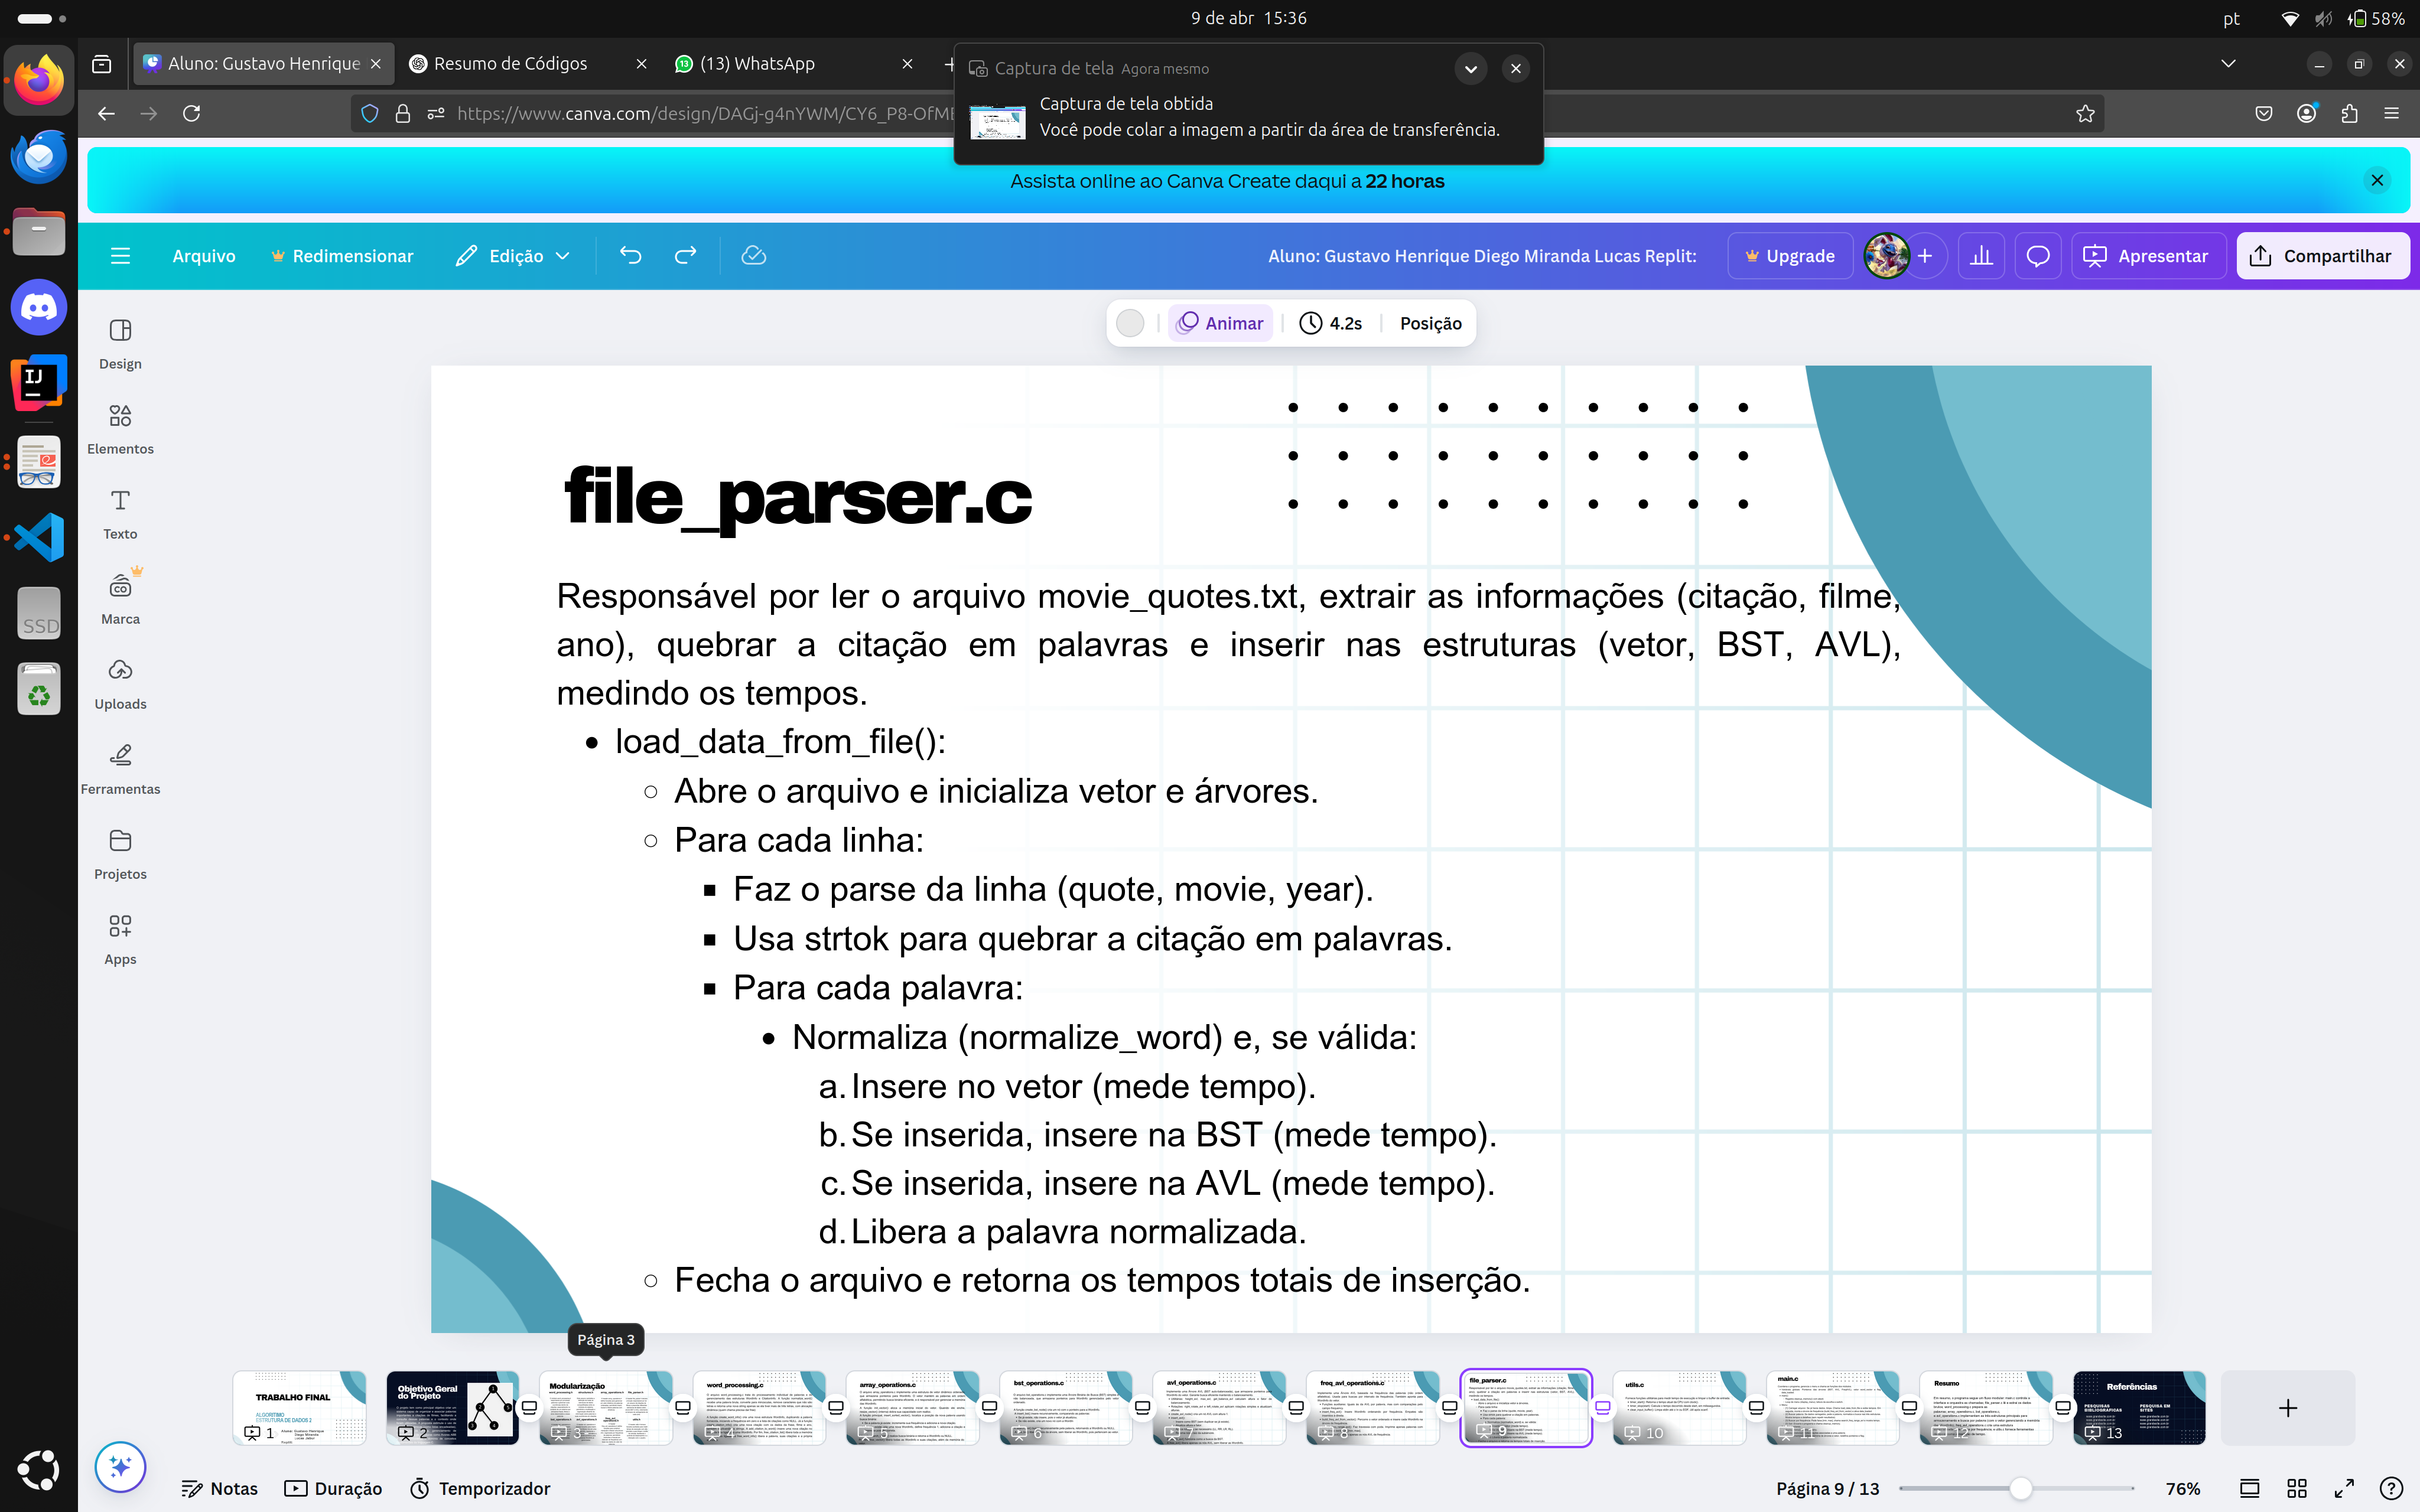 9 de abr 15:36
pt
58%
Aluno: Gustavo Henrique
Resumo de Códigos
(13) WhatsApp
Captura de tela Agora mesmo
Captura de tela obtida
Você pode colar a imagem a partir da área de transferência.
https://www.canva.com/design/DAGj-g4nYWM/CY6_P8-OfM
Assista online ao Canva Create daqui a 22 horas
Arquivo
Redimensionar
Edição
Aluno: Gustavo Henrique Diego Miranda Lucas Replit:
Upgrade
Apresentar
Compartilhar
Animar
4.2s
Posição
Design
Elementos
Texto
Marca
Uploads
Ferramentas
Projetos
Apps
SSD
file_parser.c
Responsável por ler o arquivo movie_quotes.txt, extrair as informações (citação, filme,
ano), quebrar a citação em palavras e inserir nas estruturas (vetor, BST, AVL),
medindo os tempos.
load_data_from_file():
Abre o arquivo e inicializa vetor e árvores.
Para cada linha:
Faz o parse da linha (quote, movie, year).
Usa strtok para quebrar a citação em palavras.
Para cada palavra:
Normaliza (normalize_word) e, se válida:
a. Insere no vetor (mede tempo).
b. Se inserida, insere na BST (mede tempo).
c. Se inserida, insere na AVL (mede tempo).
d. Libera a palavra normalizada.
Fecha o arquivo e retorna os tempos totais de inserção.
Página 3
TRABALHO FINAL
ALGORITIMO
ESTRUTURA DE DADOS 2
1
Objetivo Geral
do Projeto
2
Modularização
3
word_processing.c
4
array_operations.c
5
bst_operations.c
6
avl_operations.c
7
freq_avl_operations.c
8
file_parser.c
9
utils.c
10
main.c
11
Resumo
12
Referências
13
Notas
Duração
Temporizador
Página 9 / 13
76%